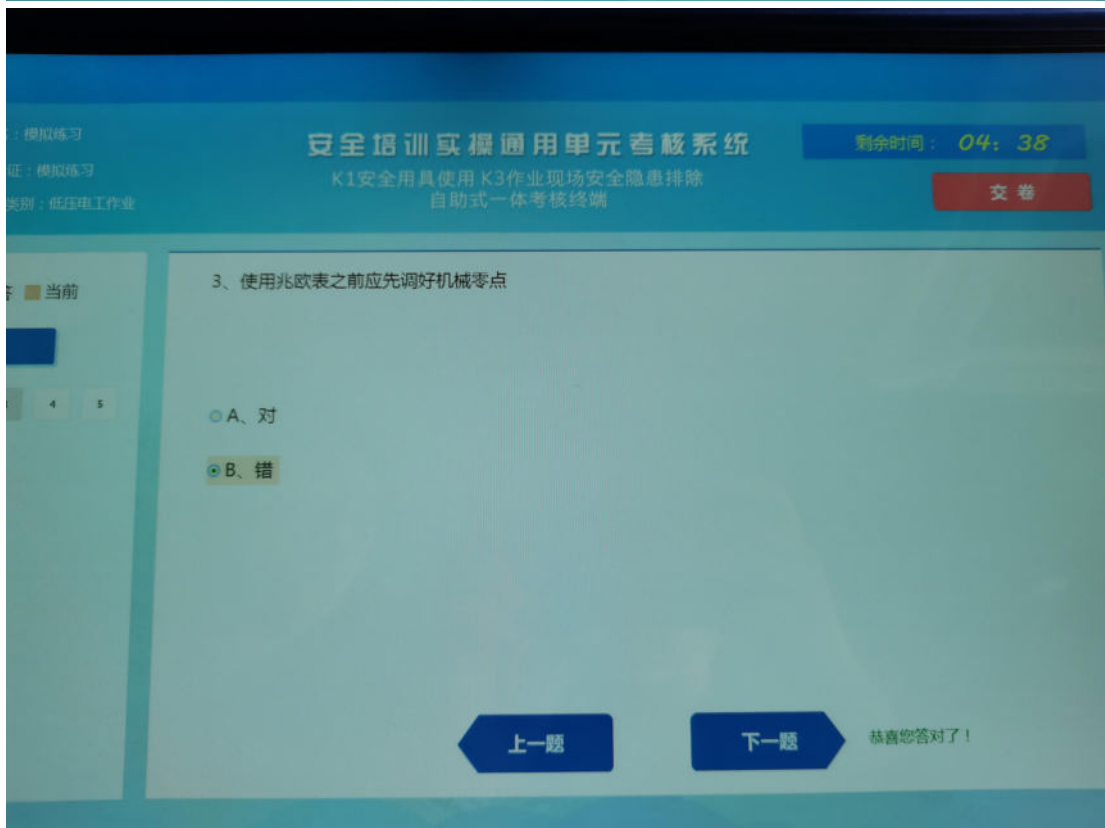 ：模拟练习
证：模拟练习
类别：低压电工作业
安全培训实操通用单元考核系统
K1安全用具使用 K3作业现场安全隐患排除
自助式一体考核终端
剩余时间： 04：38
交卷
当前
4 5
3、使用兆欧表之前应先调好机械零点
A、对
B、错
上一题
下一题
恭喜您答对了！